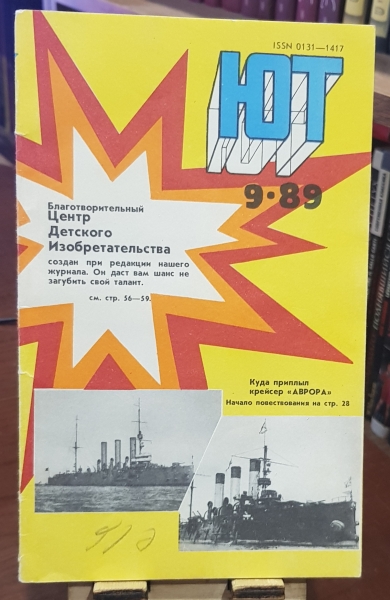 ISSN 0131—1417
ЮТ
9·89
Благотворительный
Центр
Детского
Изобретательства
создан при редакции нашего
журнала. Он даст вам шанс не
загубить свой талант.
см. стр. 56—59.
Куда приплыл
крейсер «АВРОРА»
Начало повествования на стр. 28